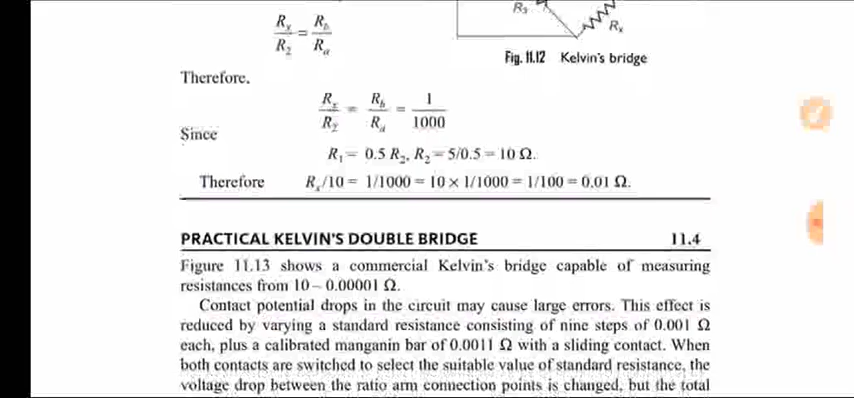 R₃
Rₓ
Rₓ/R₂ = R_b/R_a
Fig. 11.12 Kelvin's bridge
Therefore,
Rₓ/R₂ = R_b/R_a = 1/1000
Since
R₁ = 0.5 R₂, R₂ = 5/0.5 = 10 Ω.
Therefore Rₓ/10 = 1/1000 = 10 × 1/1000 = 1/100 = 0.01 Ω.
PRACTICAL KELVIN'S DOUBLE BRIDGE 11.4
Figure 11.13 shows a commercial Kelvin's bridge capable of measuring
resistances from 10 – 0.00001 Ω.
Contact potential drops in the circuit may cause large errors. This effect is
reduced by varying a standard resistance consisting of nine steps of 0.001 Ω
each, plus a calibrated manganin bar of 0.0011 Ω with a sliding contact. When
both contacts are switched to select the suitable value of standard resistance, the
voltage drop between the ratio arm connection points is changed, but the total